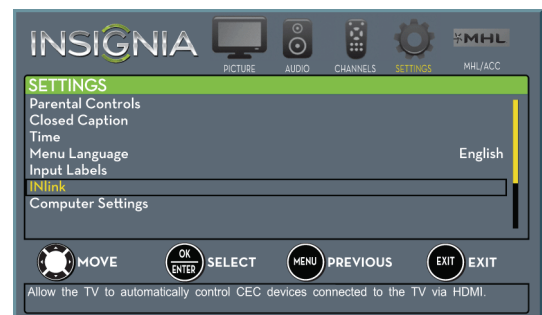 INSIGNIA
MHL
PICTURE AUDIO CHANNELS SETTINGS MHL/ACC
SETTINGS
Parental Controls
Closed Caption
Time
Menu Language English
Input Labels
INlink
Computer Settings
MOVE OK ENTER SELECT MENU PREVIOUS EXIT EXIT
Allow the TV to automatically control CEC devices connected to the TV via HDMI.